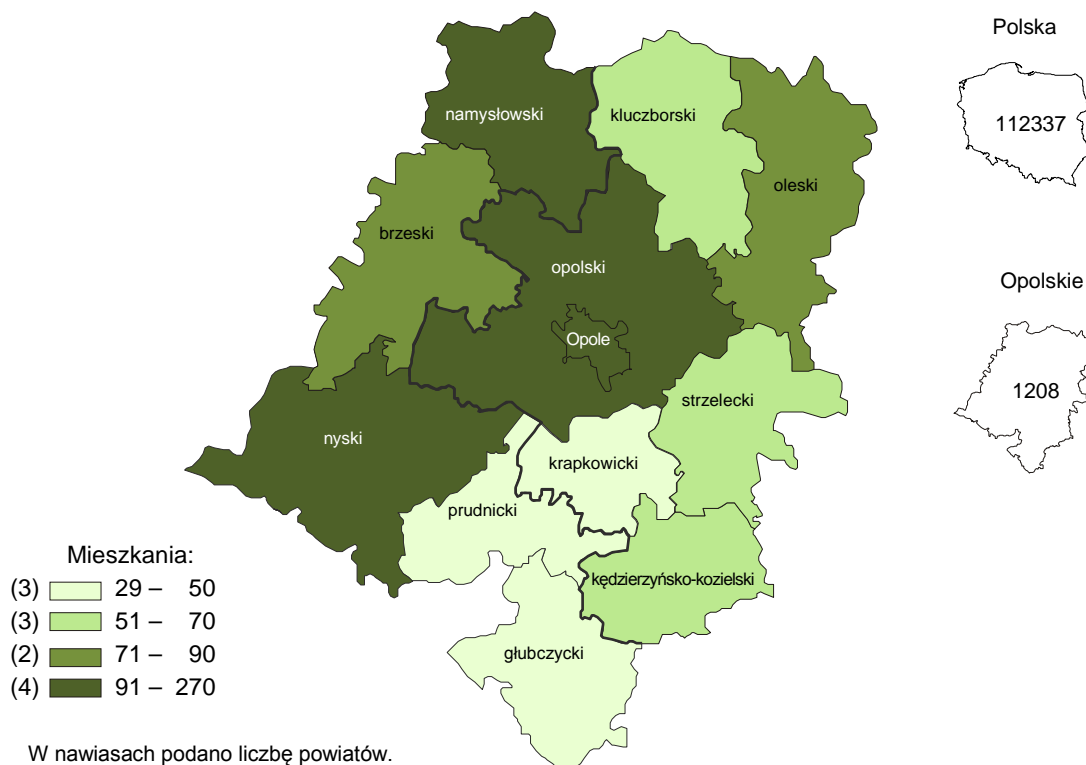 Polska
112337
namysłowski
kluczborski
oleski
brzeski
opolski
Opolskie
Opole
1208
strzelecki
nyski
krapkowicki
prudnicki
kędzierzyńsko-kozielski
głubczycki
Mieszkania:
(3) 29 – 50
(3) 51 – 70
(2) 71 – 90
(4) 91 – 270
W nawiasach podano liczbę powiatów.